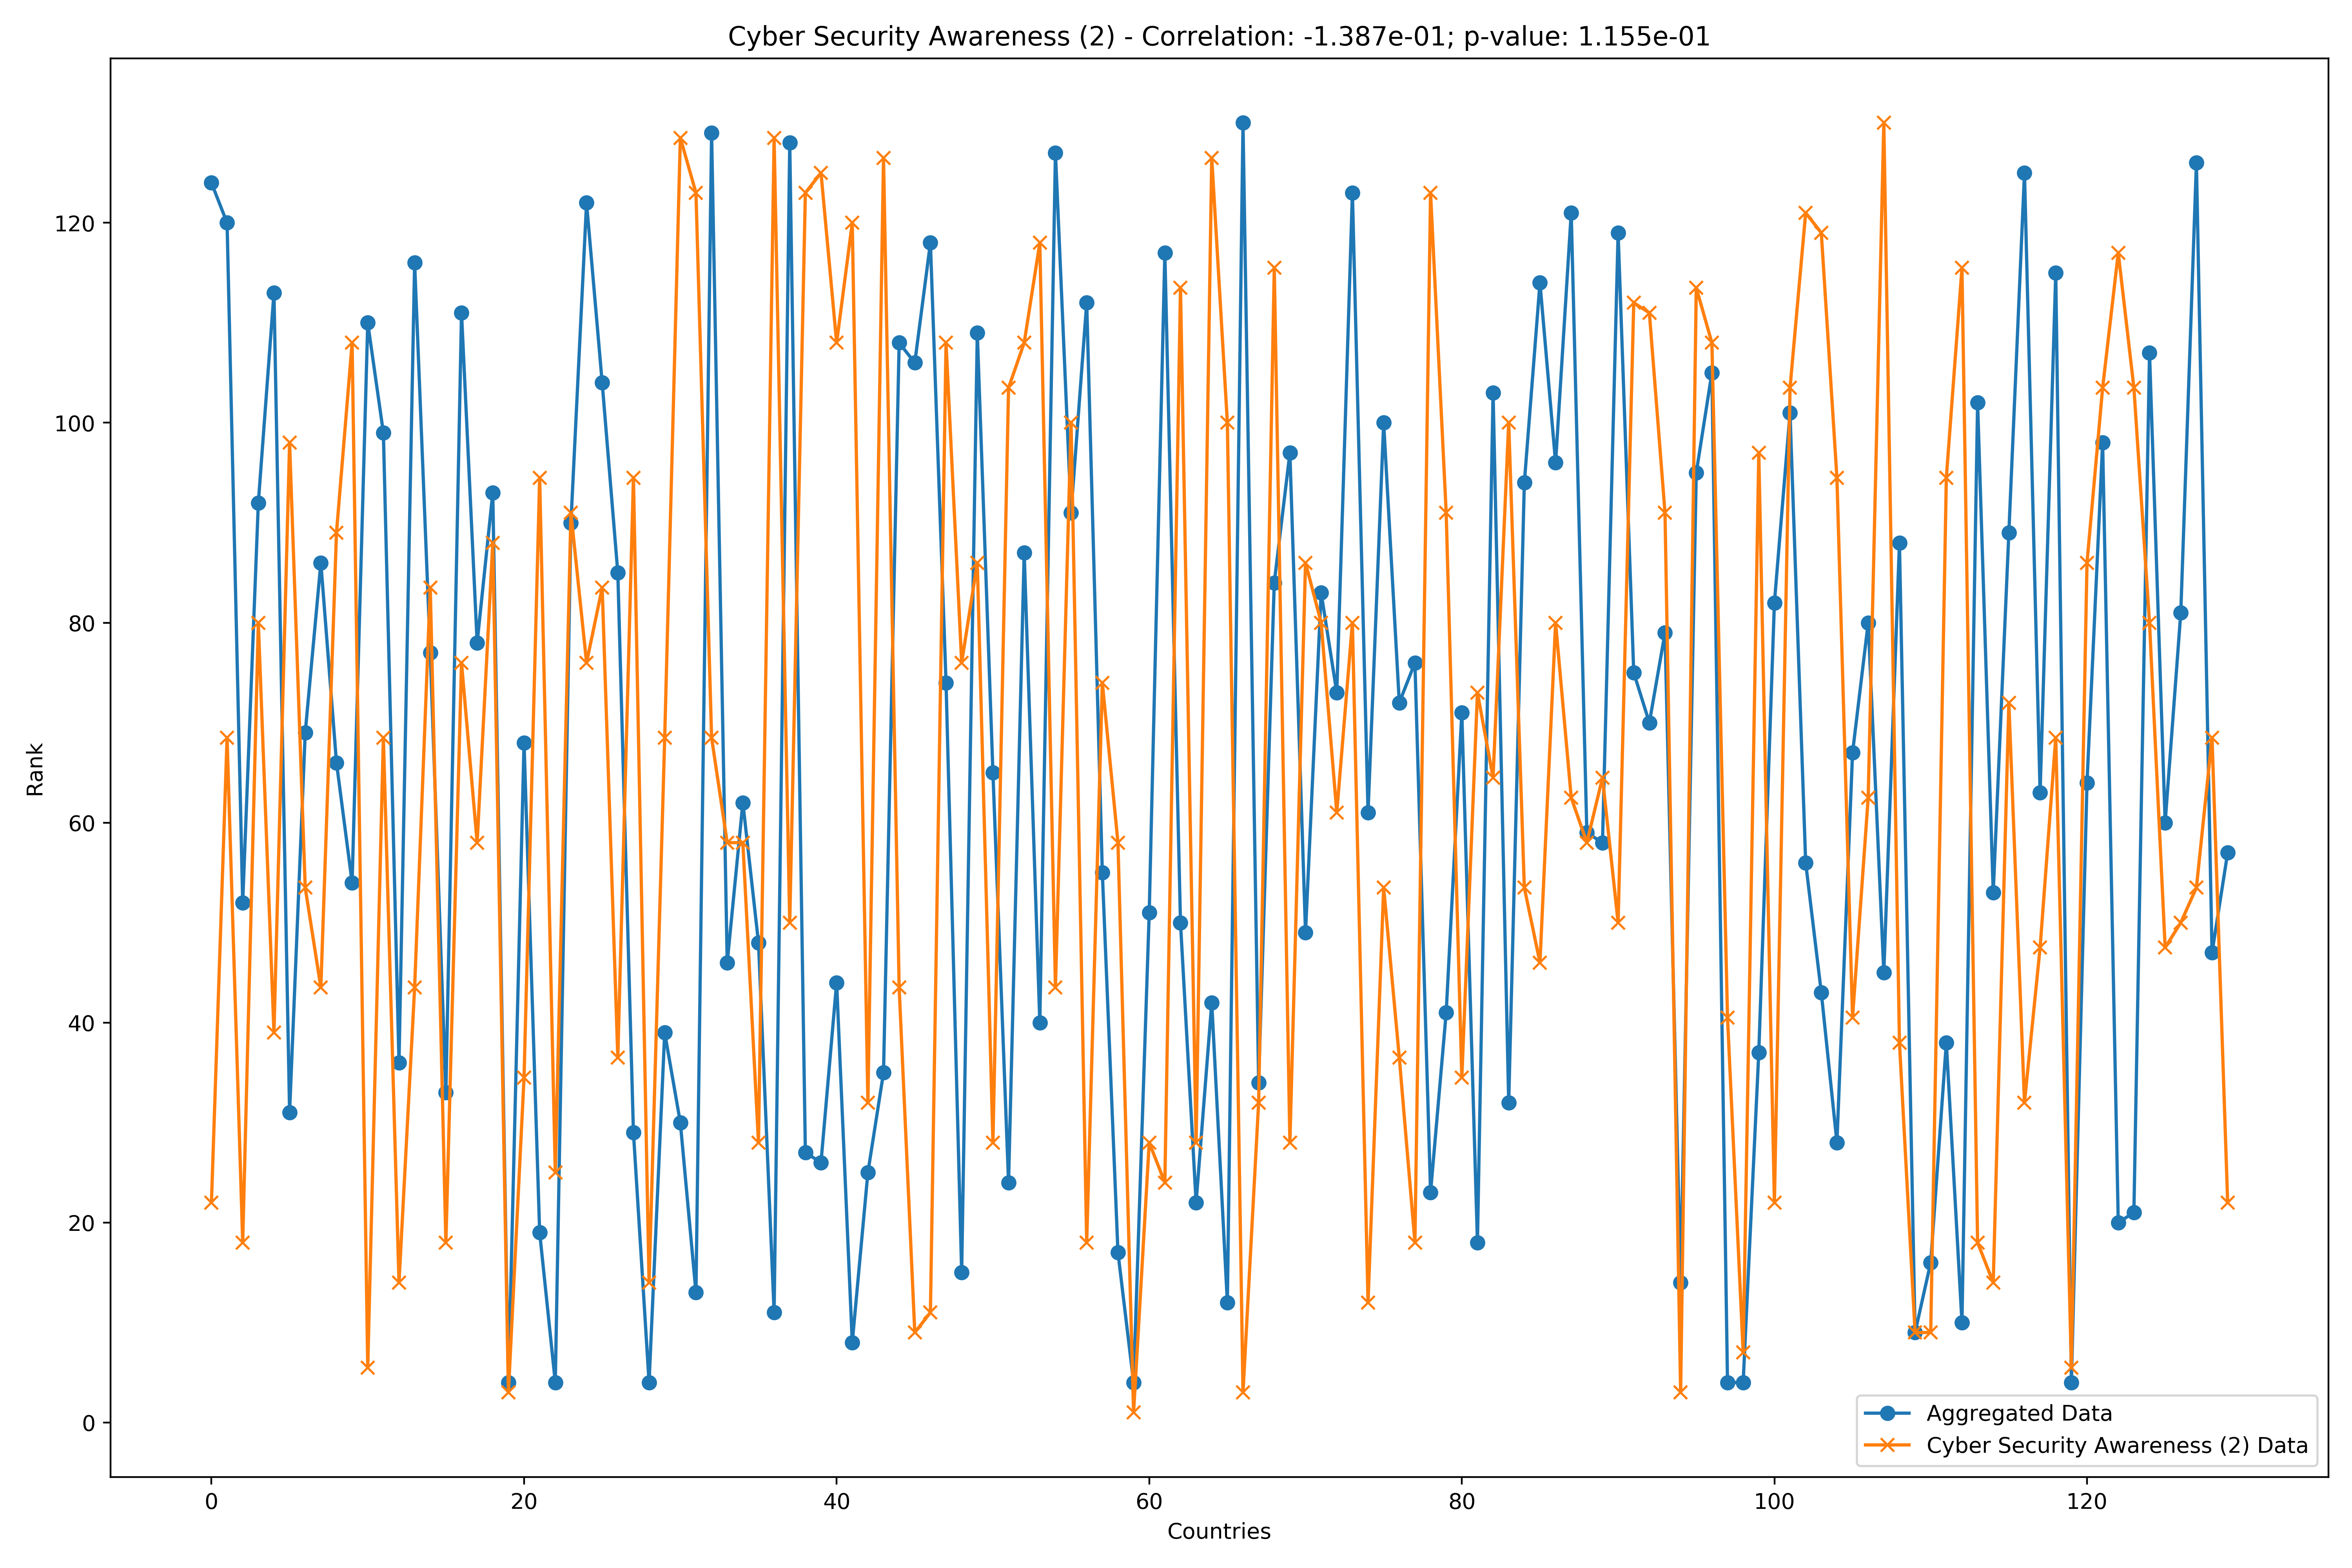 Cyber Security Awareness (2) - Correlation: -1.387e-01; p-value: 1.155e-01
Rank
120
100
80
60
40
20
0
0 20 40 60 80 100 120
Countries
Aggregated Data
Cyber Security Awareness (2) Data